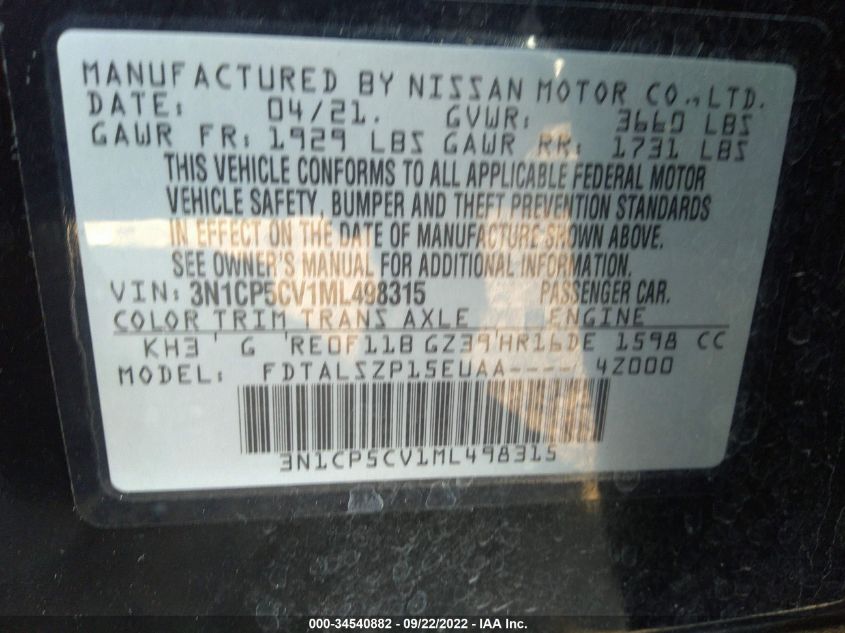 MANUFACTURED BY NISSAN MOTOR CO., LTD.
DATE: 04/21. GVWR: 3660 LBS
GAWR FR: 1929 LBS GAWR RR: 1731 LBS
THIS VEHICLE CONFORMS TO ALL APPLICABLE FEDERAL MOTOR
VEHICLE SAFETY, BUMPER AND THEFT PREVENTION STANDARDS
IN EFFECT ON THE DATE OF MANUFACTURE SHOWN ABOVE.
SEE OWNER'S MANUAL FOR ADDITIONAL INFORMATION.
VIN: 3N1CP5CV1ML498315 PASSENGER CAR.
COLOR TRIM TRANS AXLE ENGINE
KH3 G RE0F11B GZ39 HR16DE 1598 CC
MODEL: FDTALSZP15EUAA---- 4Z000
3N1CP5CV1ML498315
000-34540882 - 09/22/2022 - IAA Inc.